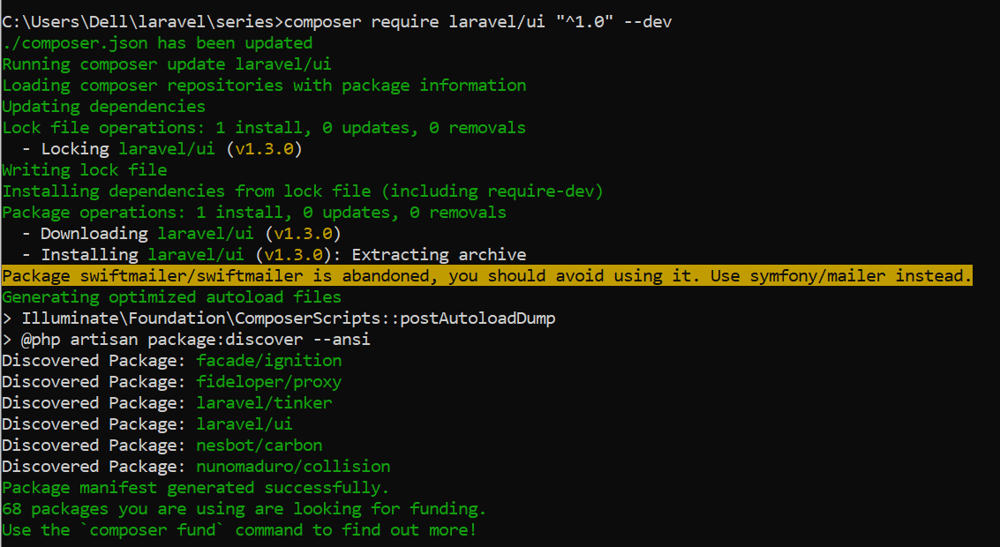 C:\Users\Dell\laravel\series>composer require laravel/ui "^1.0" --dev
./composer.json has been updated
Running composer update laravel/ui
Loading composer repositories with package information
Updating dependencies
Lock file operations: 1 install, 0 updates, 0 removals
  - Locking laravel/ui (v1.3.0)
Writing lock file
Installing dependencies from lock file (including require-dev)
Package operations: 1 install, 0 updates, 0 removals
  - Downloading laravel/ui (v1.3.0)
  - Installing laravel/ui (v1.3.0): Extracting archive
Package swiftmailer/swiftmailer is abandoned, you should avoid using it. Use symfony/mailer instead.
Generating optimized autoload files
> Illuminate\Foundation\ComposerScripts::postAutoloadDump
> @php artisan package:discover --ansi
Discovered Package: facade/ignition
Discovered Package: fideloper/proxy
Discovered Package: laravel/tinker
Discovered Package: laravel/ui
Discovered Package: nesbot/carbon
Discovered Package: nunomaduro/collision
Package manifest generated successfully.
68 packages you are using are looking for funding.
Use the `composer fund` command to find out more!